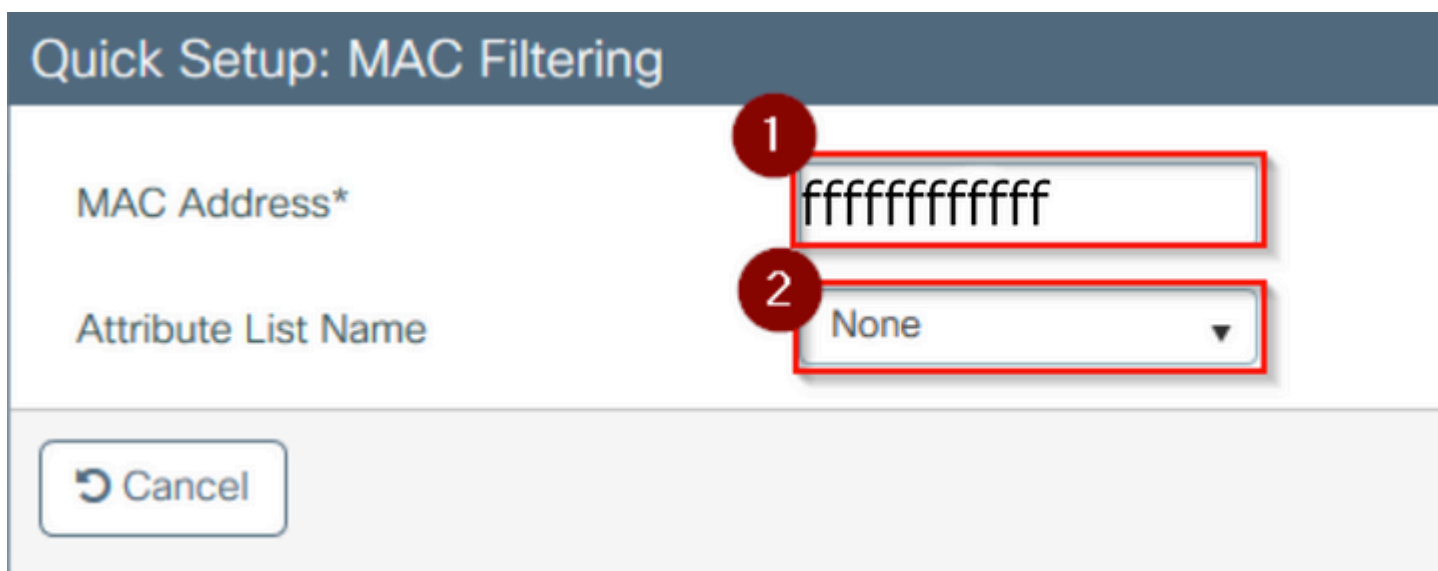 Quick Setup: MAC Filtering
1
MAC Address*
ffffffffffff
2
Attribute List Name
None
Cancel